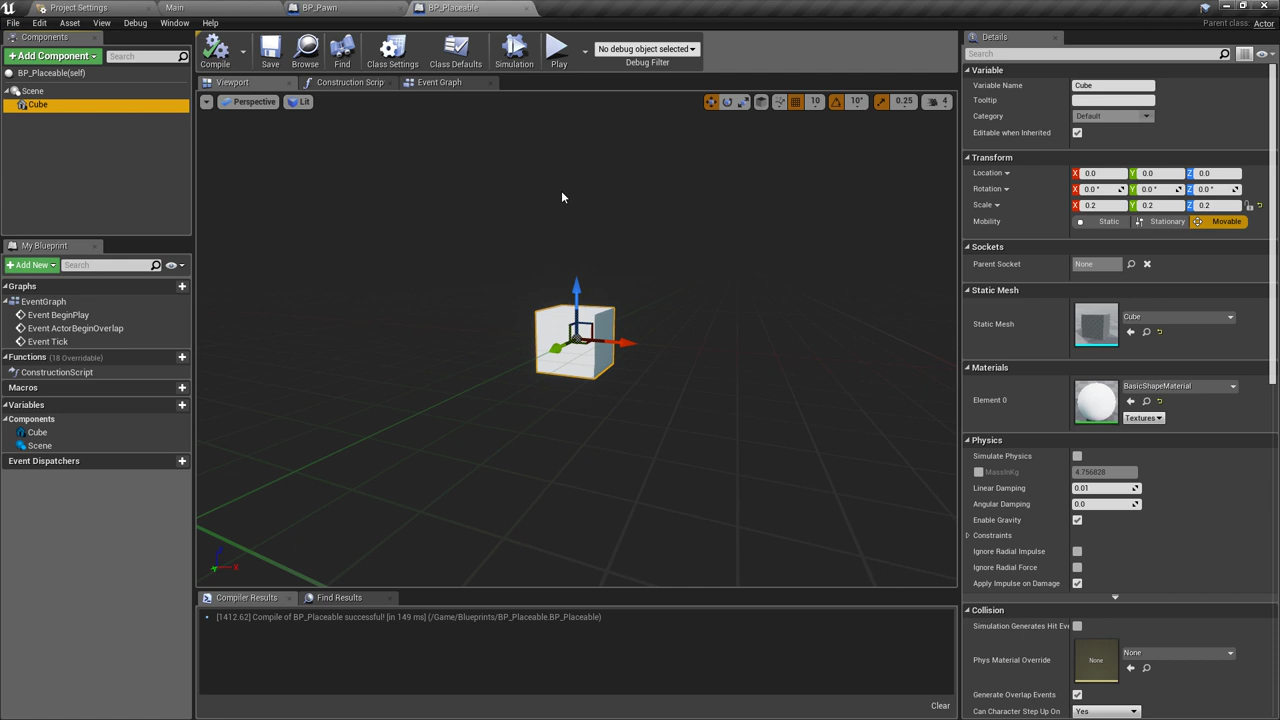 Project Settings
Main
BP_Pawn
BP_Placeable
File Edit Asset View Debug Window Help
Parent class: Actor
Components
+ Add Component
Search
BP_Placeable(self)
Scene
Cube
My Blueprint
+ Add New
Search
Graphs
EventGraph
Event BeginPlay
Event ActorBeginOverlap
Event Tick
Functions (18 Overridable)
ConstructionScript
Macros
Variables
Components
Cube
Scene
Event Dispatchers
Compile
Save
Browse
Find
Class Settings
Class Defaults
Simulation
Play
No debug object selected
Debug Filter
Viewport
Construction Scrip
Event Graph
Perspective
Lit
10
10°
0.25
4
Compiler Results
Find Results
[1412.62] Compile of BP_Placeable successful! [in 149 ms] (/Game/Blueprints/BP_Placeable.BP_Placeable)
Clear
Details
Search
Variable
Variable Name Cube
Tooltip
Category Default
Editable when Inherited
Transform
Location X 0.0 Y 0.0 Z 0.0
Rotation X 0.0 ° Y 0.0 ° Z 0.0 °
Scale X 0.2 Y 0.2 Z 0.2
Mobility Static Stationary Movable
Sockets
Parent Socket None
Static Mesh
Static Mesh Cube
Materials
Element 0 BasicShapeMaterial
Textures
Physics
Simulate Physics
MassInKg 4.756828
Linear Damping 0.01
Angular Damping 0.0
Enable Gravity
Constraints
Ignore Radial Impulse
Ignore Radial Force
Apply Impulse on Damage
Collision
Simulation Generates Hit Eve
Phys Material Override None None
Generate Overlap Events
Can Character Step Up On Yes